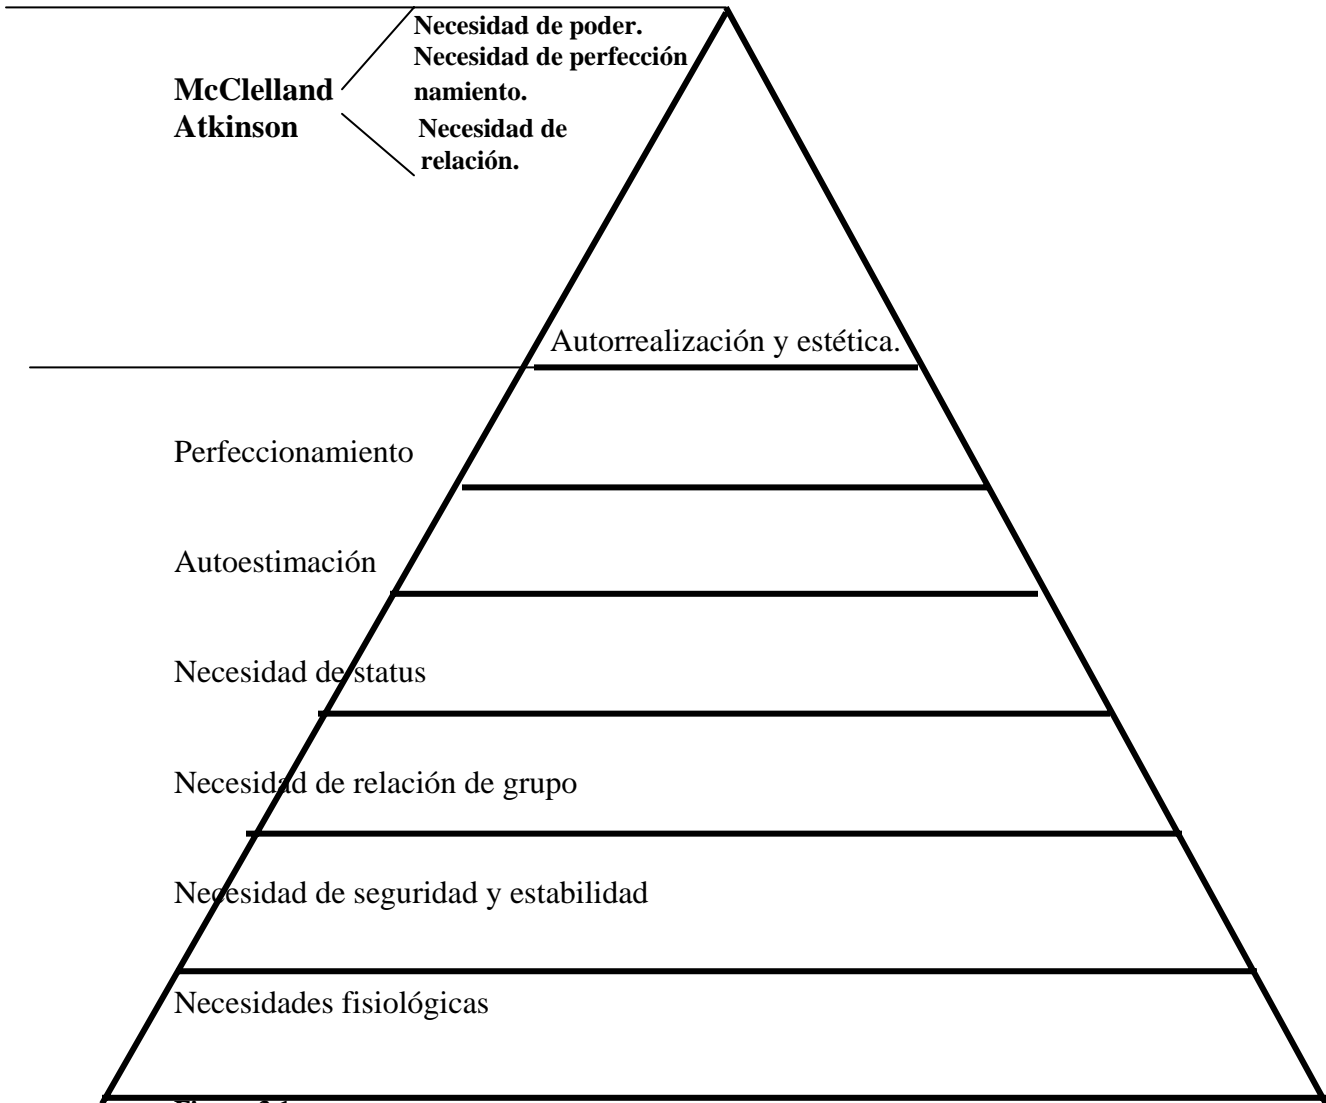 Necesidad de poder.
Necesidad de perfección
McClelland namiento.
Atkinson Necesidad de
relación.
Autorrealización y estética.
Perfeccionamiento
Autoestimación
Necesidad de status
Necesidad de relación de grupo
Necesidad de seguridad y estabilidad
Necesidades fisiológicas